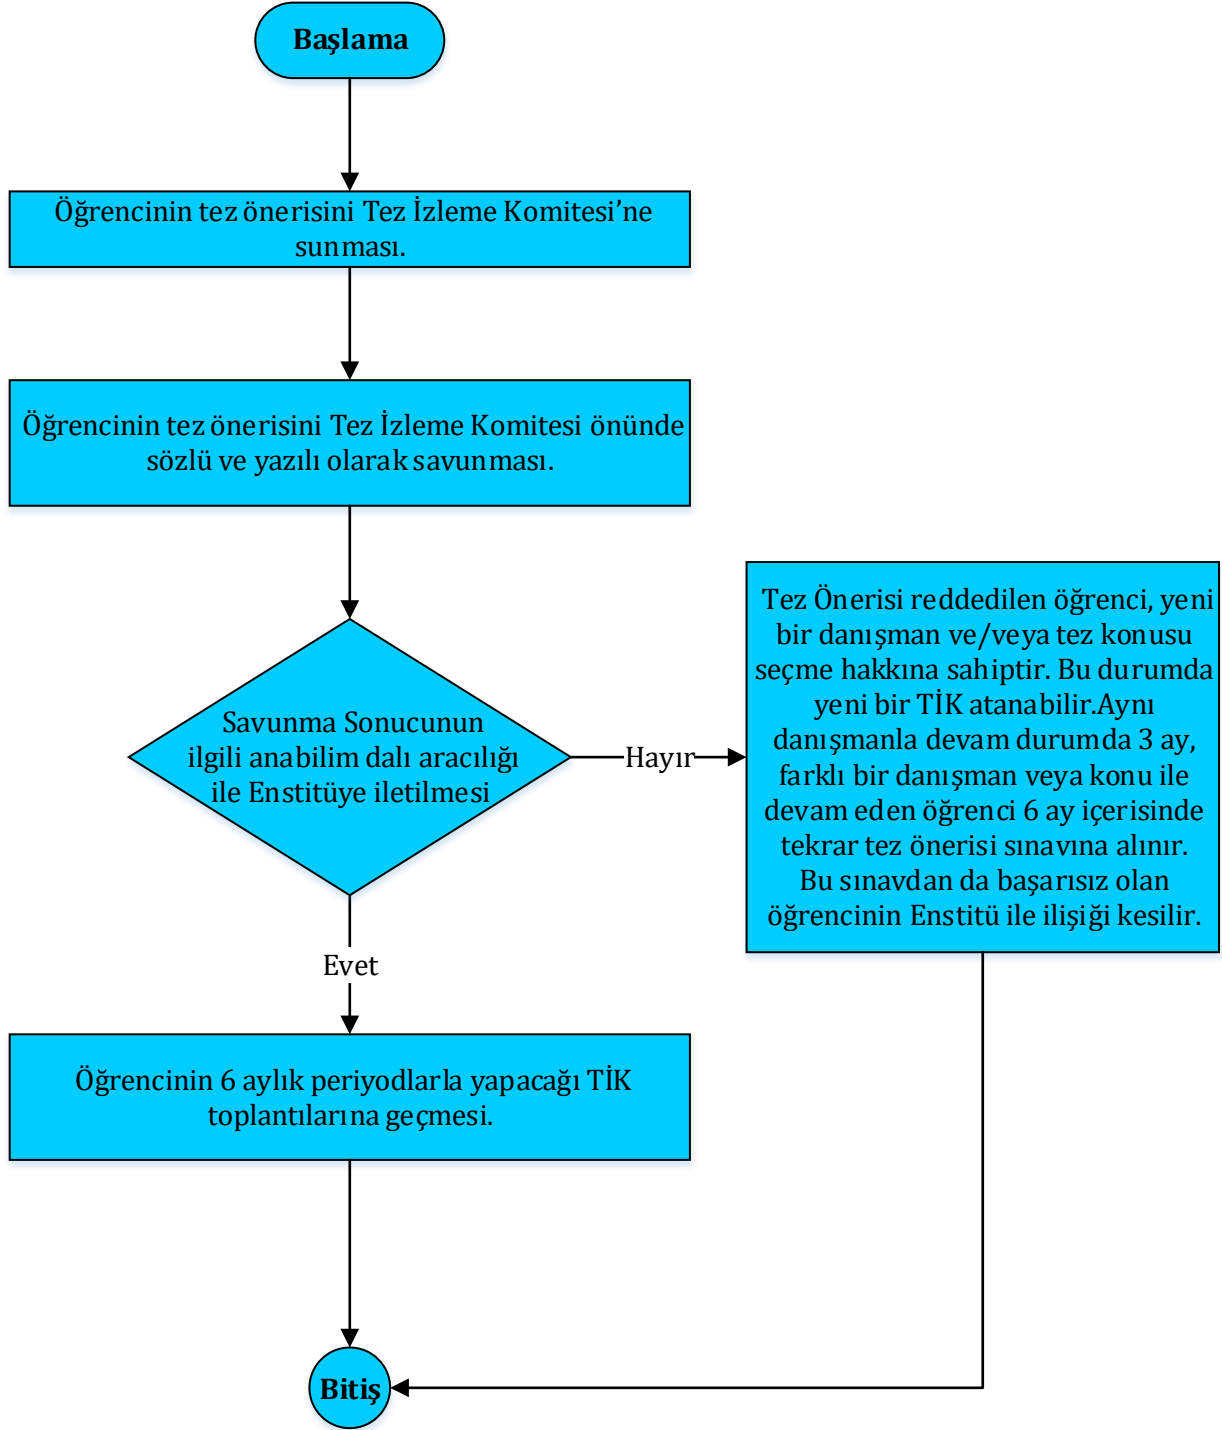 Başlama
Öğrencinin tez önerisini Tez İzleme Komitesi’ne
sunması.
Öğrencinin tez önerisini Tez İzleme Komitesi önünde
sözlü ve yazılı olarak savunması.
Savunma Sonucunun
ilgili anabilim dalı aracılığı
ile Enstitüye iletilmesi
Hayır
Tez Önerisi reddedilen öğrenci, yeni
bir danışman ve/veya tez konusu
seçme hakkına sahiptir. Bu durumda
yeni bir TİK atanabilir.Aynı
danışmanla devam durumda 3 ay,
farklı bir danışman veya konu ile
devam eden öğrenci 6 ay içerisinde
tekrar tez önerisi sınavına alınır.
Bu sınavdan da başarısız olan
öğrencinin Enstitü ile ilişiği kesilir.
Evet
Öğrencinin 6 aylık periyodlarla yapacağı TİK
toplantılarına geçmesi.
Bitiş